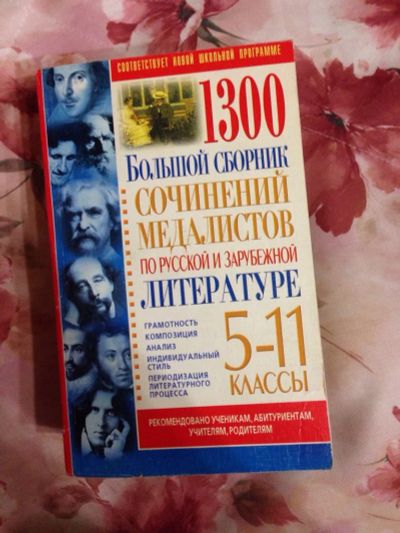 СООТВЕТСТВУЕТ НОВОЙ ШКОЛЬНОЙ ПРОГРАММЕ
1300
БОЛЬШОЙ СБОРНИК
СОЧИНЕНИЙ
МЕДАЛИСТОВ
ПО РУССКОЙ И ЗАРУБЕЖНОЙ
ЛИТЕРАТУРЕ
ГРАМОТНОСТЬ
КОМПОЗИЦИЯ
АНАЛИЗ
ИНДИВИДУАЛЬНЫЙ
СТИЛЬ
ПЕРИОДИЗАЦИЯ
ЛИТЕРАТУРНОГО
ПРОЦЕССА
5-11
КЛАССЫ
РЕКОМЕНДОВАНО УЧЕНИКАМ, АБИТУРИЕНТАМ,
УЧИТЕЛЯМ, РОДИТЕЛЯМ